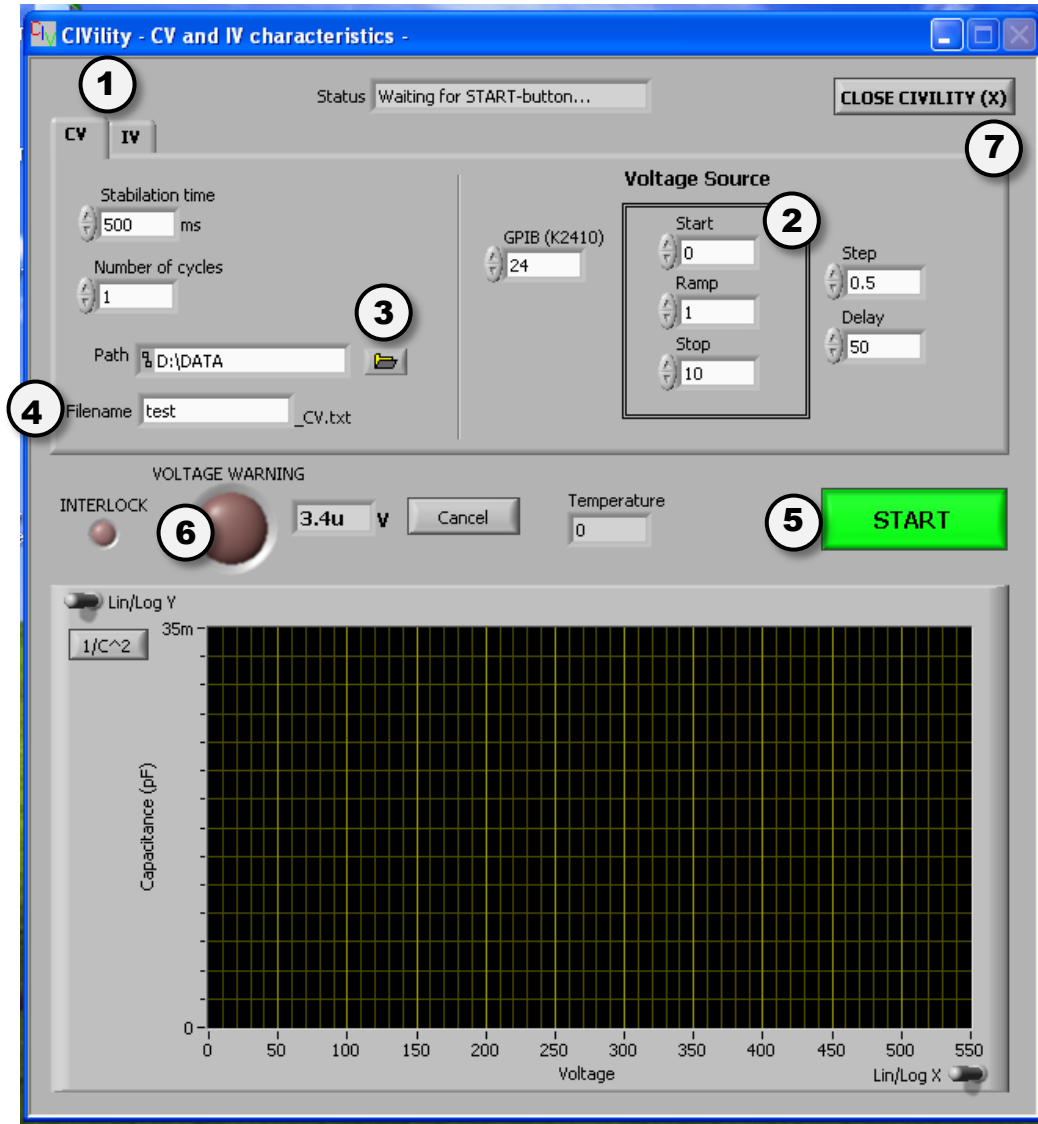 CIVility - CV and IV characteristics -
1
Status Waiting for START-button...
CLOSE CIVILITY (X)
7
CV IV
Voltage Source
Stabilation time
500 ms
Number of cycles
1
3
Path D:\DATA
4
Filename test _CV.txt
GPIB (K2410)
24
2
Start
0
Ramp
1
Stop
10
Step
0.5
Delay
50
VOLTAGE WARNING
INTERLOCK
6
3.4u V Cancel
Temperature
0
5
START
Lin/Log Y
1/C^2
35m
Capacitance (pF)
0
0 50 100 150 200 250 300 350 400 450 500 550
Voltage
Lin/Log X